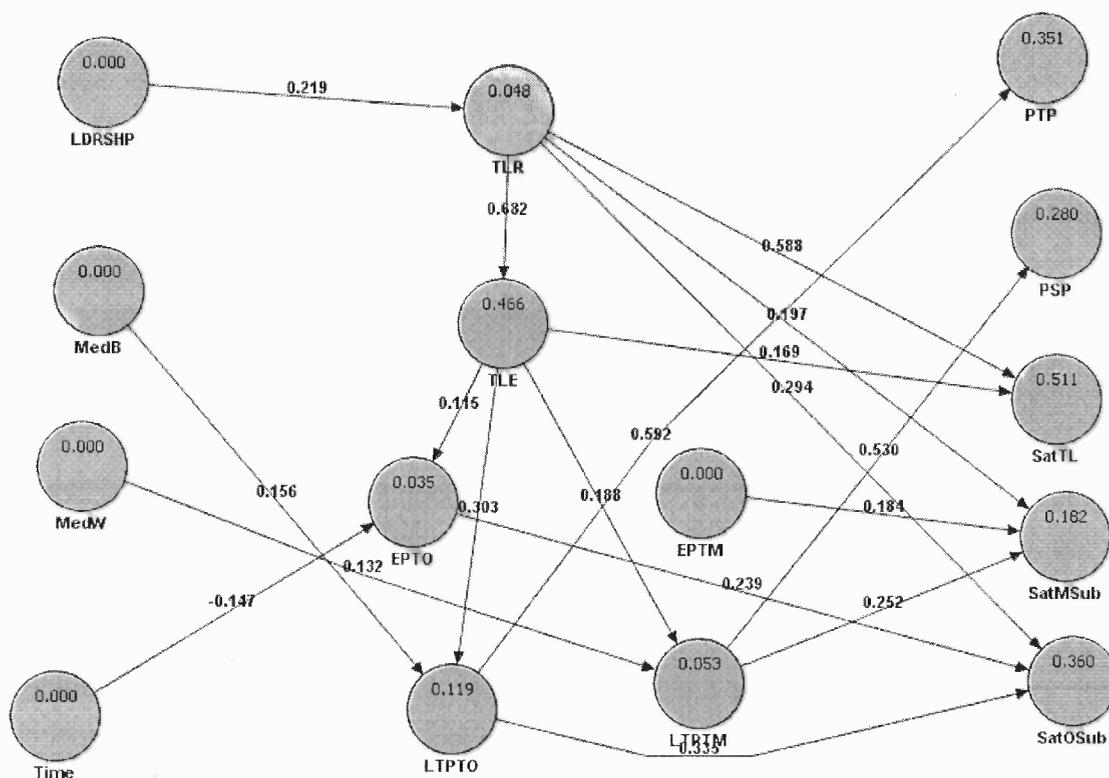 0.000
LDRSHP
0.219
0.048
TLR
0.351
PTP
0.682
0.588
0.280
PSP
0.000
MedB
0.466
TLE
0.197
0.169
0.294
0.511
SatTL
0.115
0.592
0.530
0.000
MedW
0.156
0.035
EPTO
0.303
0.188
0.000
EPTM
0.184
0.182
SatMSub
0.132
-0.147
0.239
0.252
0.000
Time
0.119
LTPTO
0.053
LTPTM
0.335
0.360
SatOSub